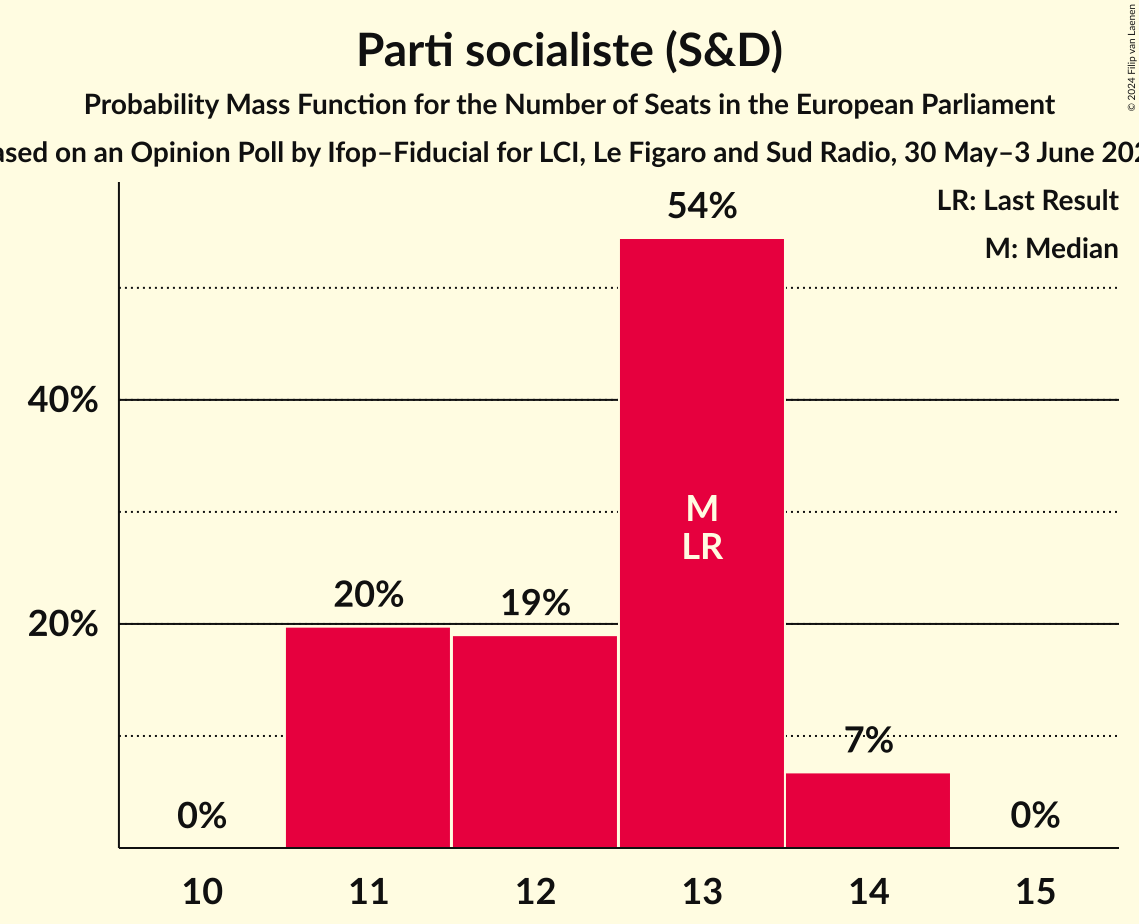 Parti socialiste (S&D)
Probability Mass Function for the Number of Seats in the European Parliament
on an Opinion Poll by Ifop–Fiducial for LCI, Le Figaro and Sud Radio, 30 May–3 June
© 2024 Filip van Laenen
LR: Last Result
M: Median
54%
40%
M
LR
20%
19%
20%
7%
0%
0%
10 11 12 13 14 15